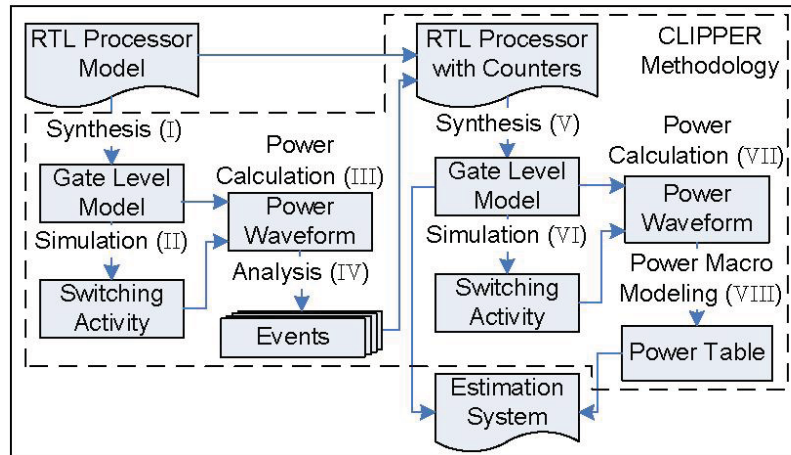 RTL Processor
Model
RTL Processor
with Counters
CLIPPER
Methodology
Synthesis (I)
Power
Calculation (III)
Gate Level
Model
Power
Waveform
Simulation (II)
Analysis (IV)
Switching
Activity
Events
Synthesis (V)
Power
Calculation (VII)
Gate Level
Model
Power
Waveform
Simulation (VI)
Power Macro
Modeling (VIII)
Switching
Activity
Power Table
Estimation
System